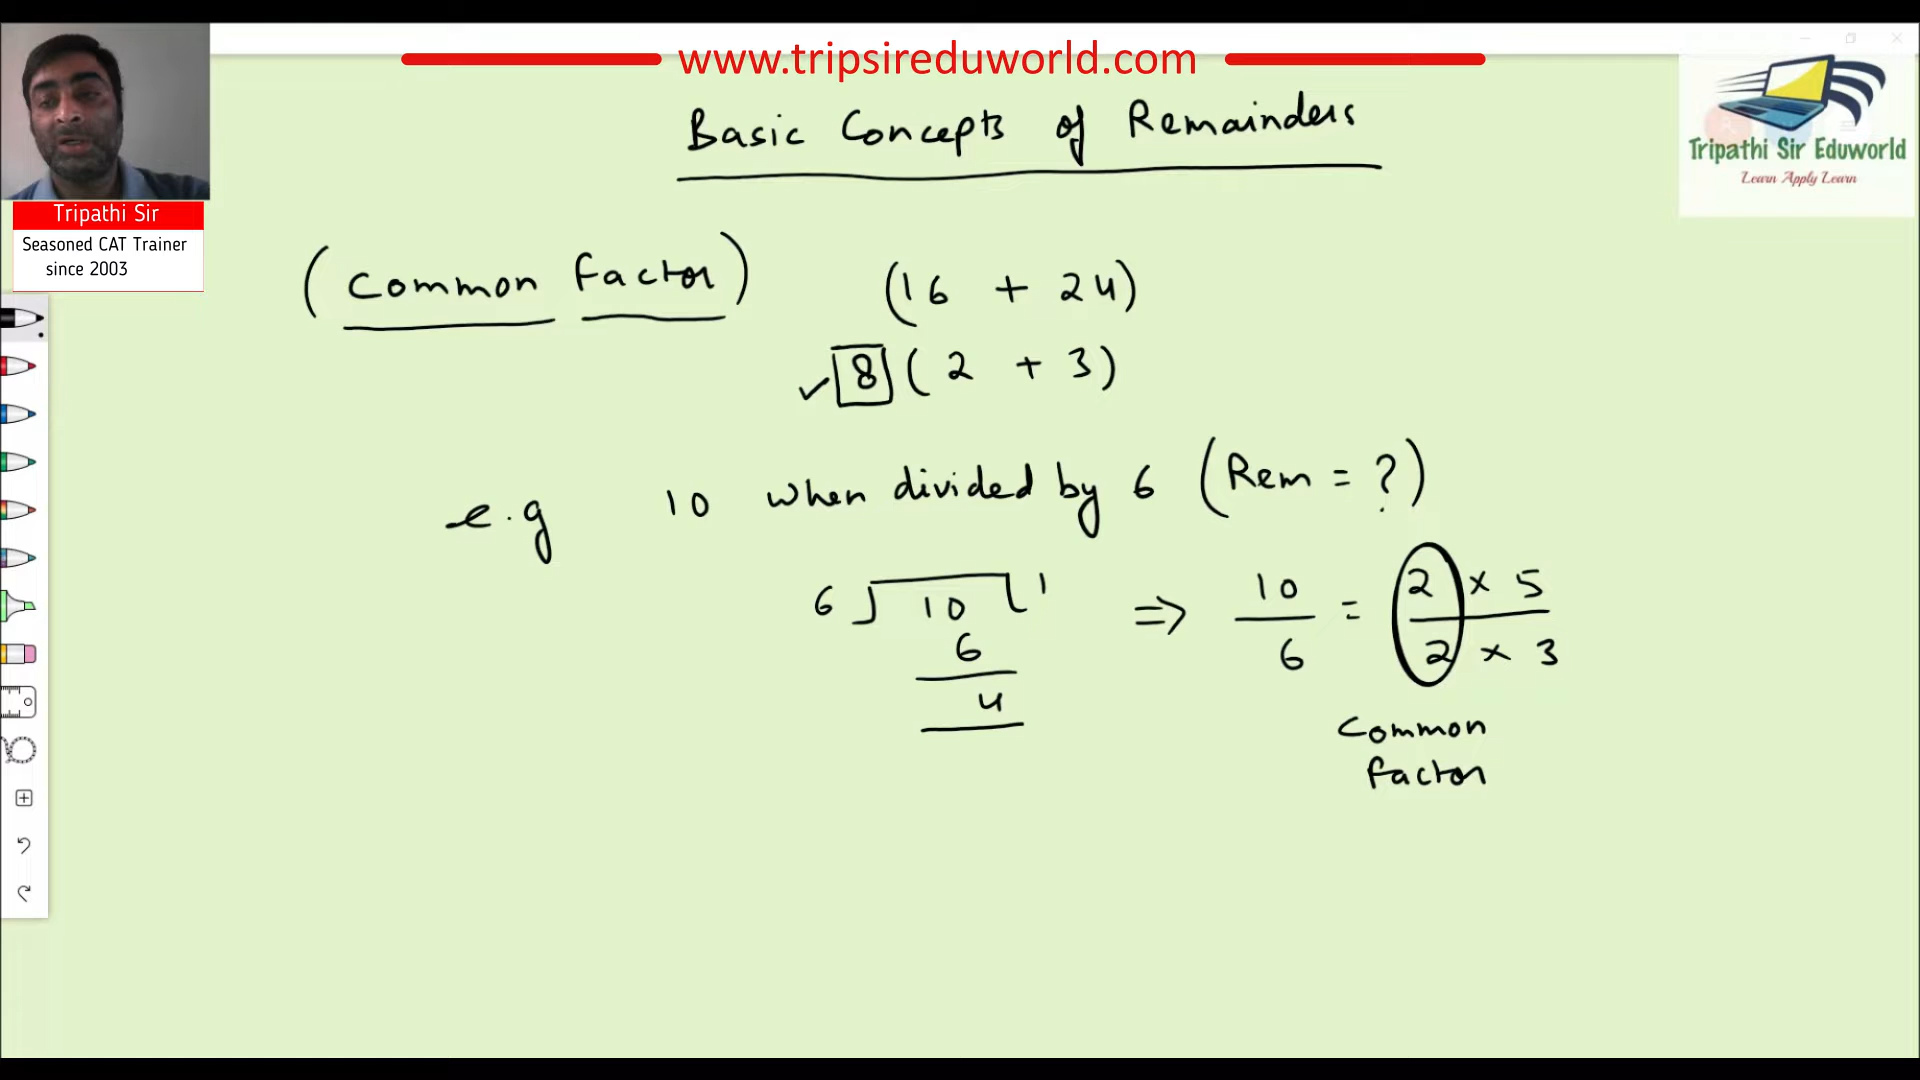 www.tripsireduworld.com
Basic Concepts of Remainders
Tripathi Sir Eduworld
Learn Apply Learn
Tripathi Sir
Seasoned CAT Trainer
since 2003
(Common Factor) (16 + 24)
✓ 8 (2 + 3)
e.g 10 when divided by 6 (Rem = ?)
6 10 1 ⇒ 10 = 2 × 5
6 6 2 × 3
4
Common
Factor